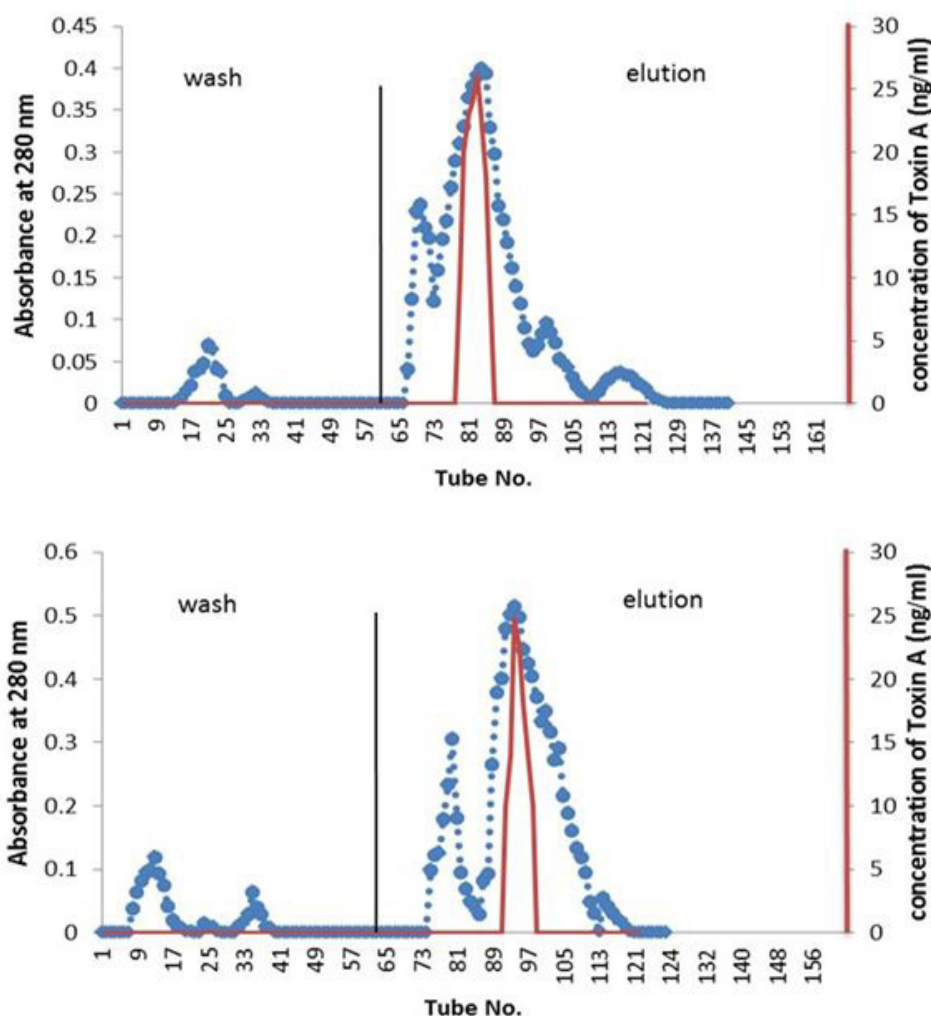 0.45
0.4
0.35
0.3
0.25
0.2
0.15
0.1
0.05
0
Absorbance at 280 nm
wash
elution
30
25
20
15
10
5
0
concentration of Toxin A (ng/ml)
1 9 17 25 33 41 49 57 65 73 81 89 97 105 113 121 129 137 145 153 161
Tube No.
0.6
0.5
0.4
0.3
0.2
0.1
0
Absorbance at 280 nm
wash
elution
30
25
20
15
10
5
0
concentration of Toxin A (ng/ml)
1 9 17 25 33 41 49 57 65 73 81 89 97 105 113 121 124 132 140 148 156
Tube No.